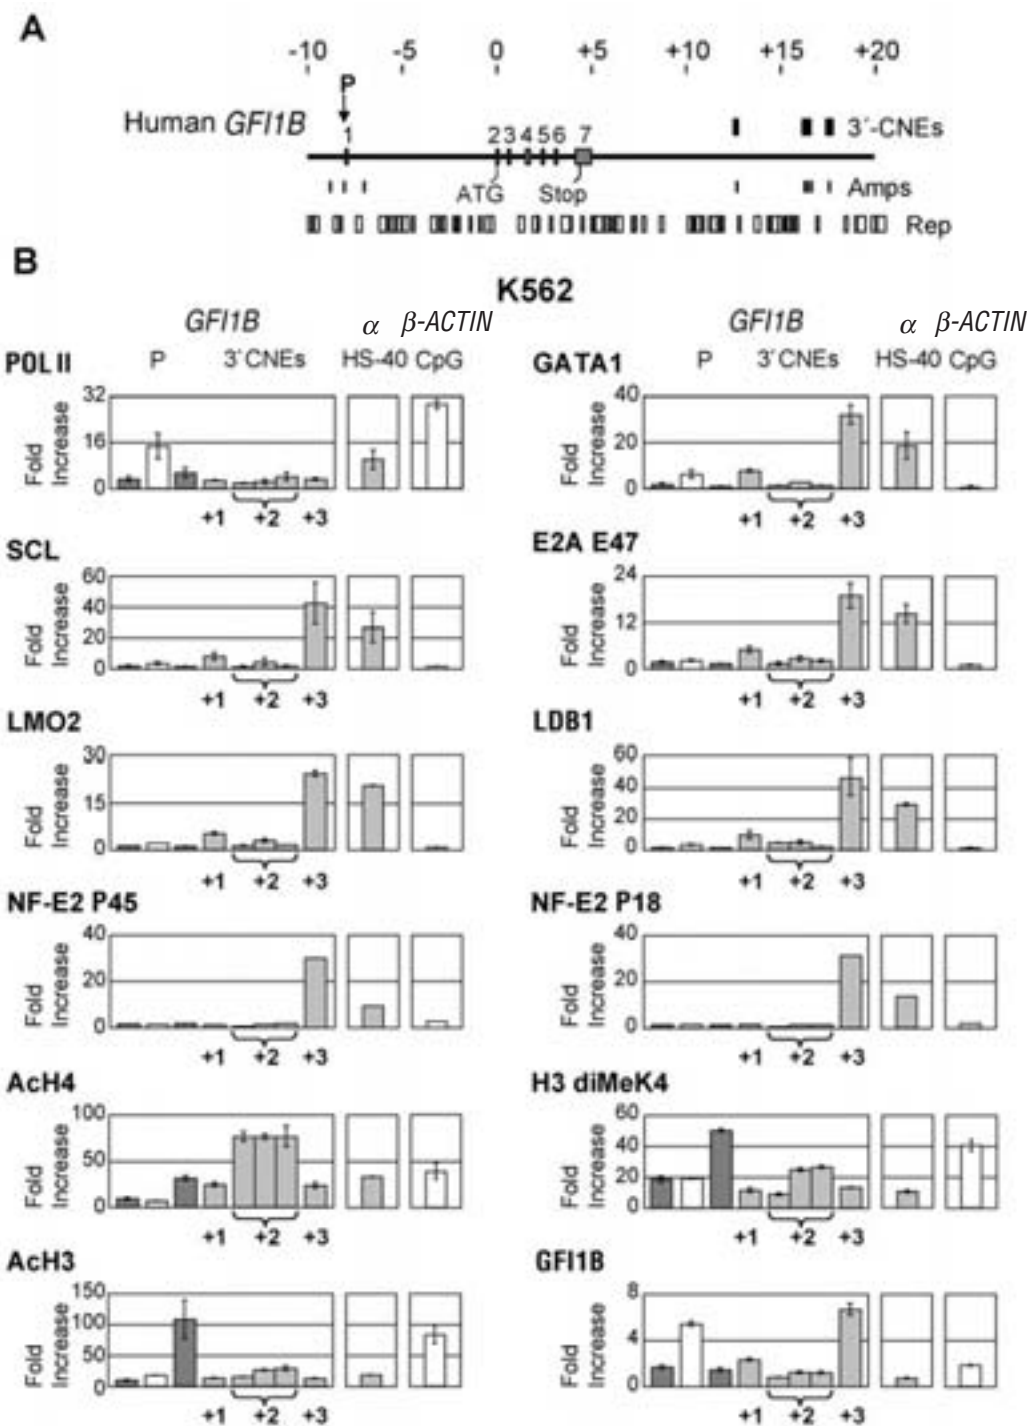 A
-10 -5 0 +5 +10 +15 +20
P
Human GFI1B 1 2 3 4 5 6 7 3´-CNEs
ATG Stop Amps
Rep
B
K562
GFI1B α β-ACTIN GFI1B α β-ACTIN
POL II P 3´CNEs HS-40 CpG GATA1 P 3´CNEs HS-40 CpG
Fold Increase 32 16 0 Fold Increase 40 20 0
+1 +2 +3 +1 +2 +3
SCL E2A E47
Fold Increase 60 40 20 0 Fold Increase 24 12 0
+1 +2 +3 +1 +2 +3
LMO2 LDB1
Fold Increase 30 15 0 Fold Increase 60 40 20 0
+1 +2 +3 +1 +2 +3
NF-E2 P45 NF-E2 P18
Fold Increase 40 20 0 Fold Increase 40 20 0
+1 +2 +3 +1 +2 +3
AcH4 H3 diMeK4
Fold Increase 100 50 0 Fold Increase 60 40 20 0
+1 +2 +3 +1 +2 +3
AcH3 GFI1B
Fold Increase 150 100 50 0 Fold Increase 8 4 0
+1 +2 +3 +1 +2 +3